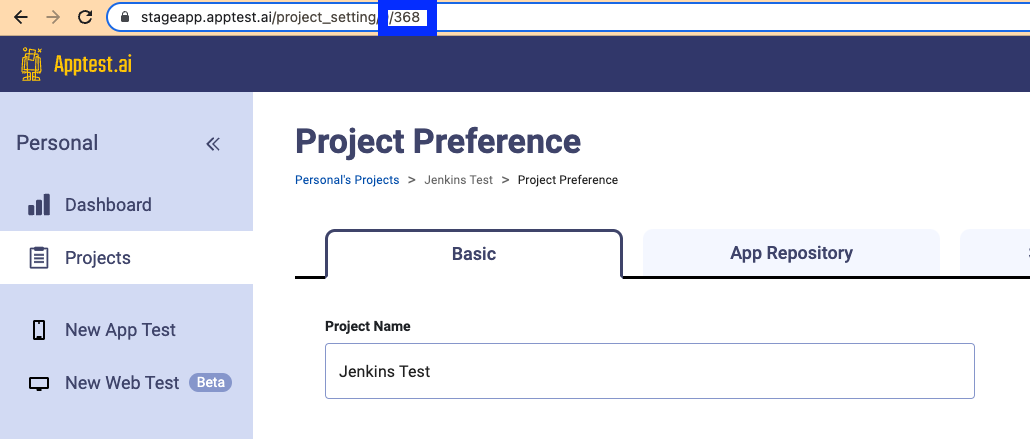 stageapp.apptest.ai/project_setting/ /368
Apptest.ai
Personal «
Dashboard
Projects
New App Test
New Web Test Beta
Project Preference
Personal's Projects > Jenkins Test > Project Preference
Basic
App Repository
Project Name
Jenkins Test